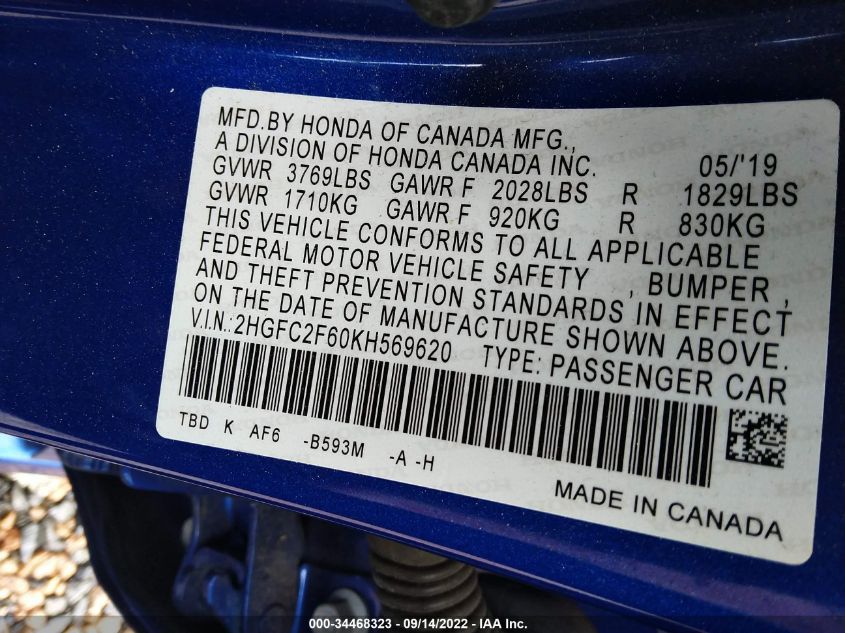 MFD.BY HONDA OF CANADA MFG.,
A DIVISION OF HONDA CANADA INC. 05/'19
GVWR 3769LBS GAWR F 2028LBS R 1829LBS
GVWR 1710KG GAWR F 920KG R 830KG
THIS VEHICLE CONFORMS TO ALL APPLICABLE
FEDERAL MOTOR VEHICLE SAFETY , BUMPER ,
AND THEFT PREVENTION STANDARDS IN EFFECT
ON THE DATE OF MANUFACTURE SHOWN ABOVE.
V.I.N.:2HGFC2F60KH569620 TYPE: PASSENGER CAR
TBD K AF6 -B593M -A -H
MADE IN CANADA
000-34468323 - 09/14/2022 - IAA Inc.